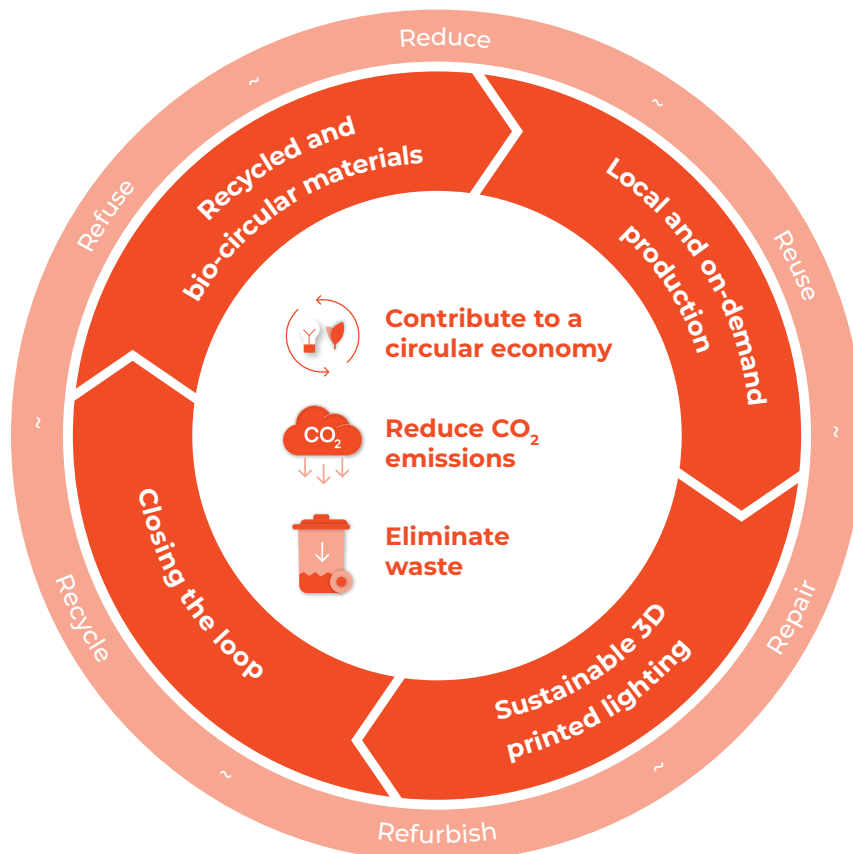 Reduce
~
Reuse
~
Repair
~
Refurbish
~
Recycle
~
Refuse
~
Recycled and
bio-circular materials
Local and on-demand
production
Sustainable 3D
printed lighting
Closing the loop
Contribute to a
circular economy
CO₂
Reduce CO₂
emissions
Eliminate
waste